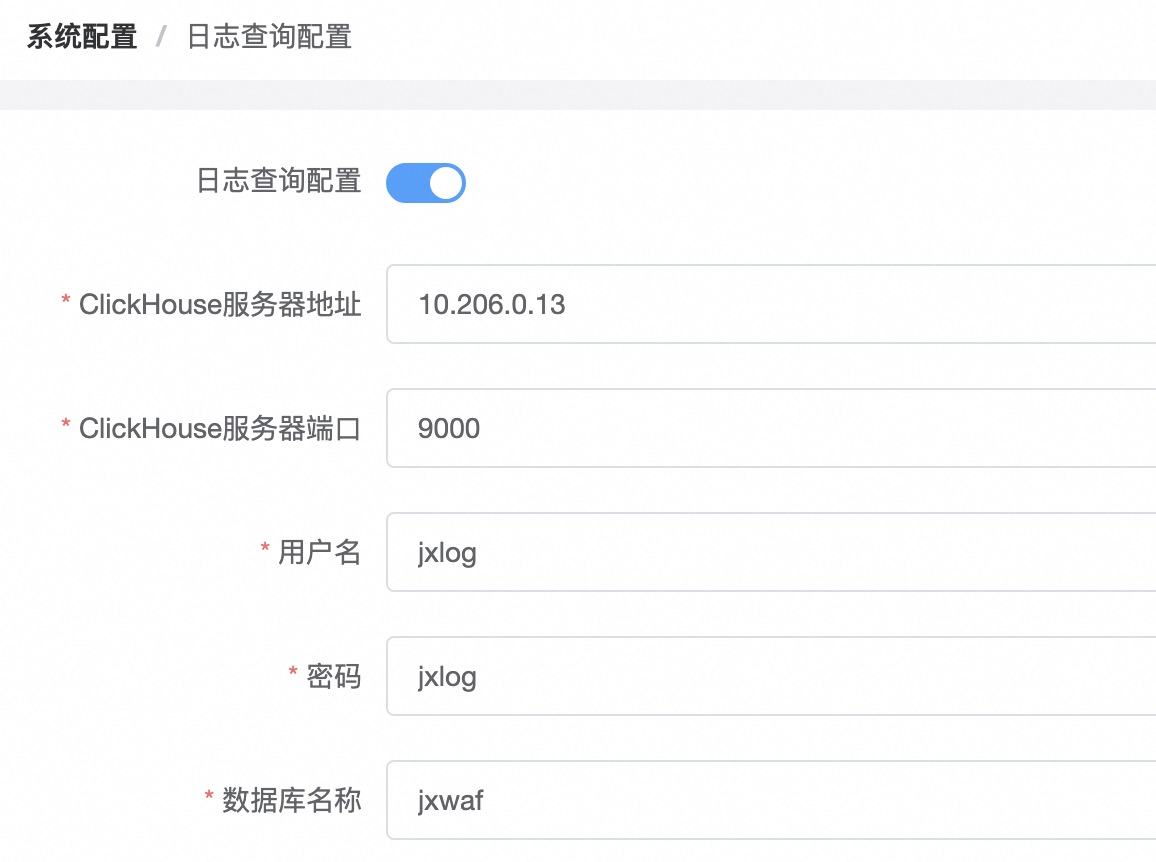 系统配置 / 日志查询配置
日志查询配置
* ClickHouse服务器地址 10.206.0.13
* ClickHouse服务器端口 9000
* 用户名 jxlog
* 密码 jxlog
* 数据库名称 jxwaf